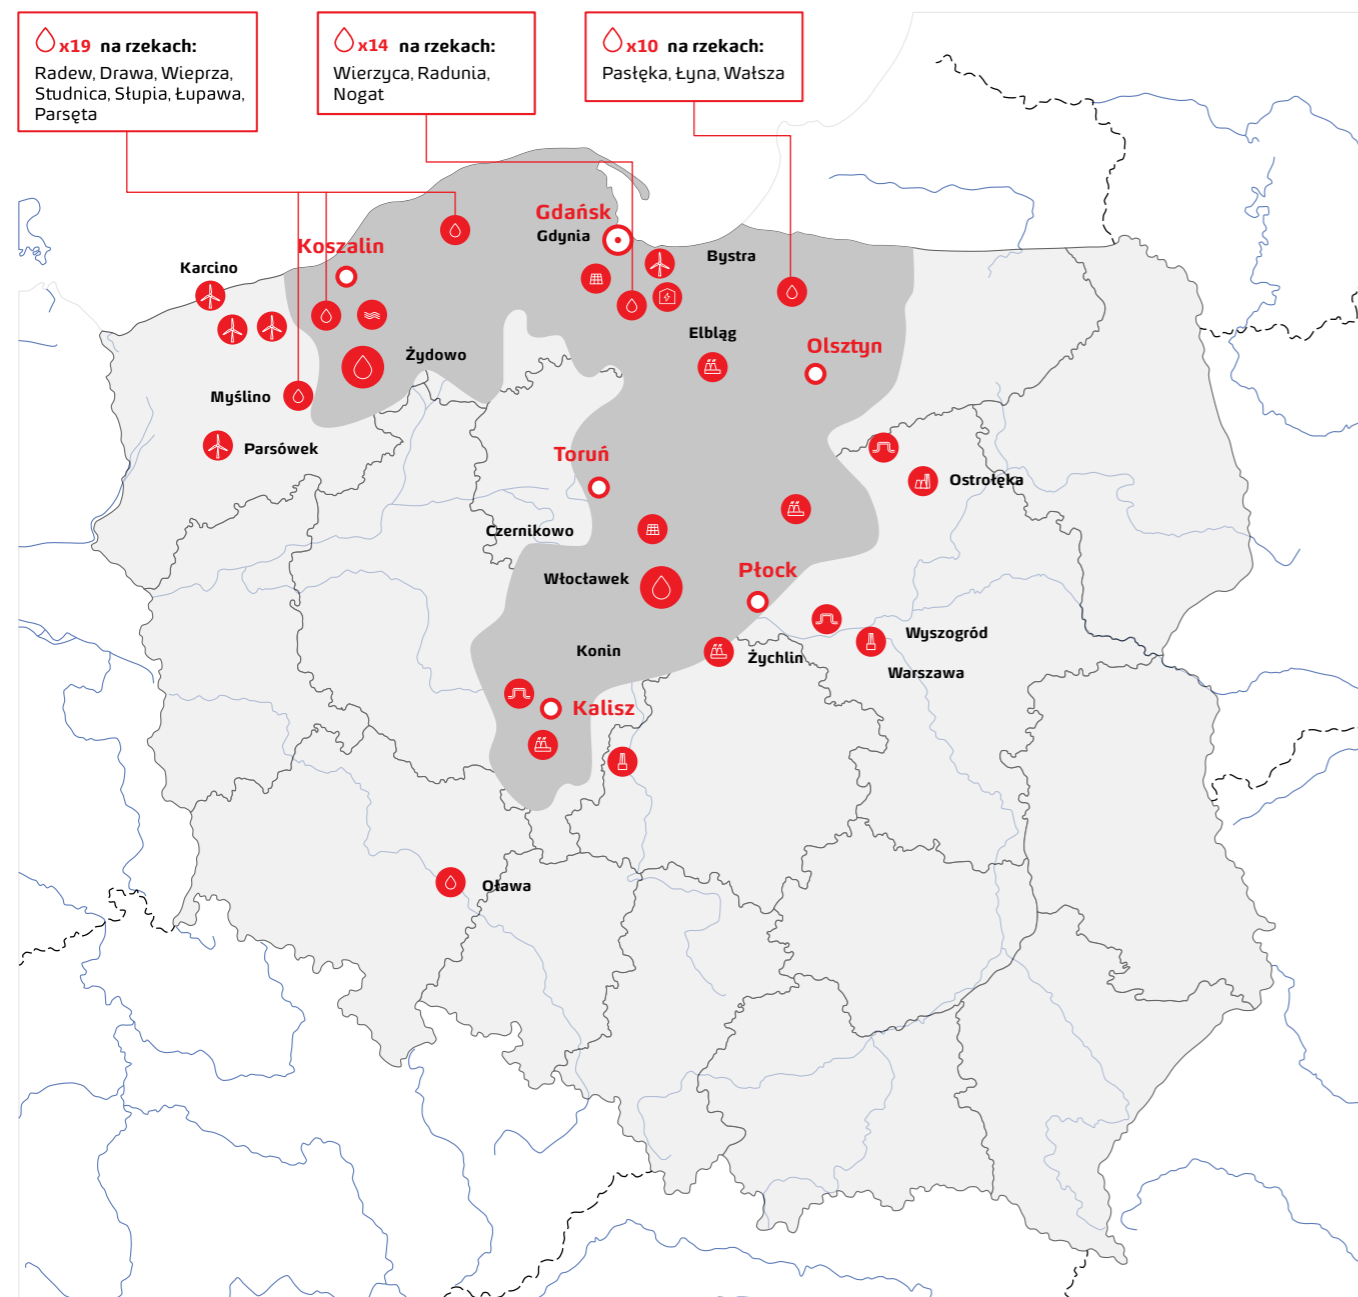 x19 na rzekach:
Radew, Drawa, Wieprza,
Studnica, Słupia, Łupawa,
Parsęta
x14 na rzekach:
Wierzyca, Radunia,
Nogat
x10 na rzekach:
Pasłęka, Łyna, Wałsza
Gdańsk
Gdynia
Koszalin
Bystra
Karcino
Elbląg
Olsztyn
Żydowo
Myślino
Parsówek
Toruń
Ostrołęka
Czernikowo
Płock
Włocławek
Wyszogród
Konin
Żychlin
Warszawa
Kalisz
Oława